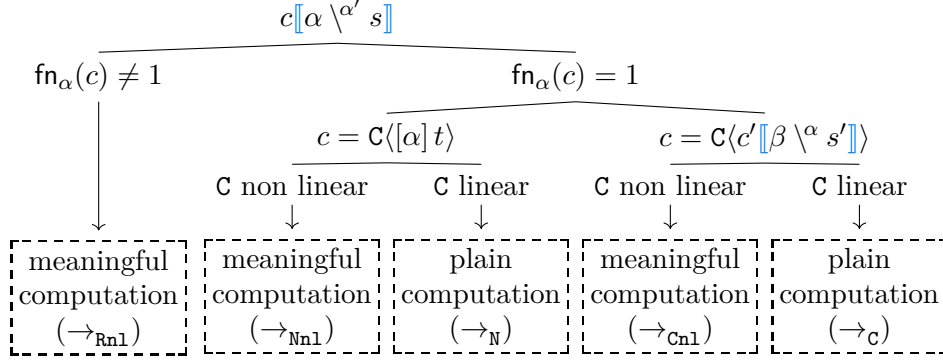 c⟦α \^α′ s⟧
fn_α(c) ≠ 1 fn_α(c) = 1
c = C⟨[α] t⟩ c = C⟨c′⟦β \^α s′⟧⟩
C non linear C linear C non linear C linear
meaningful meaningful plain meaningful plain
computation computation computation computation computation
(→_Rnl) (→_Nnl) (→_N) (→_Cnl) (→_C)